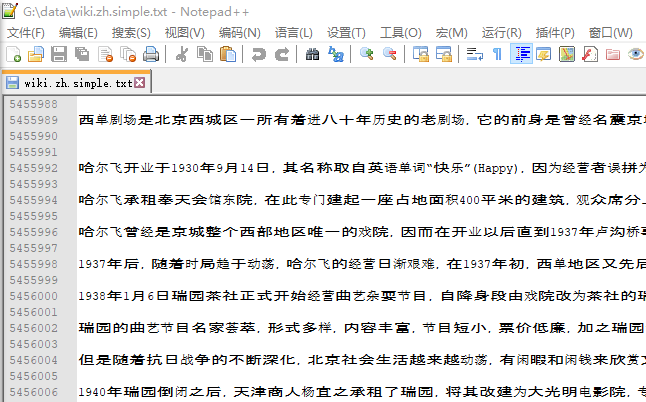 G:\data\wiki.zh.simple.txt - Notepad++
文件(F) 编辑(E) 搜索(S) 视图(V) 编码(N) 语言(L) 设置(T) 工具(O) 宏(M) 运行(R) 插件(P) 窗口(W)
wiki.zh.simple.txt
5455988
5455989 西单剧场是北京西城区一所有着进八十年历史的老剧场, 它的前身是曾经名震京
5455990
5455991
5455992 哈尔飞开业于1930年9月14日, 其名称取自英语单词“快乐”(Happy), 因为经营者误拼为
5455993
5455994 哈尔飞承租奉天会馆东院, 在此专门建起一座占地面积400平米的建筑, 观众席分
5455995
5455996 哈尔飞曾经是京城整个西部地区唯一的戏院, 因而在开业以后直到1937年卢沟桥事
5455997
5455998 1937年后, 随着时局趋于动荡, 哈尔飞的经营日渐艰难, 在1937年初, 西单地区又先后
5455999
5456000 1938年1月6日瑞园茶社正式开始经营曲艺杂耍节目, 自降身段由戏院改为茶社的瑞
5456001
5456002 瑞园的曲艺节目名家荟萃, 形式多样, 内容丰富, 节目短小, 票价低廉, 加之瑞园
5456003
5456004 但是随着抗日战争的不断深化, 北京社会生活越来越动荡, 有闲暇和闲钱来欣赏
5456005
5456006 1940年瑞园倒闭之后, 天津商人杨宜之承租了瑞园, 将其改建为大光明电影院, 专